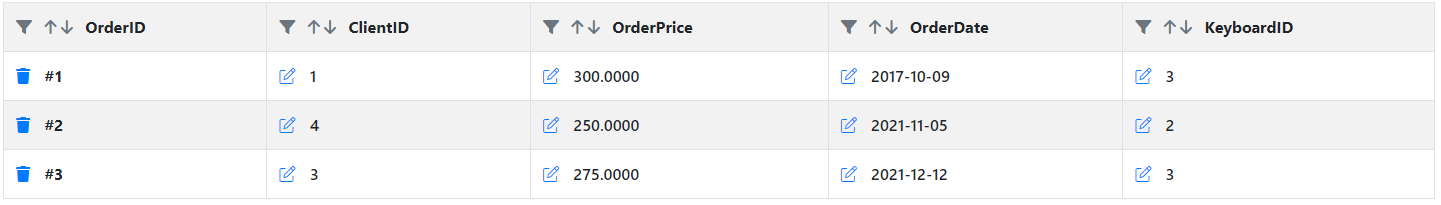 OrderID ClientID OrderPrice OrderDate KeyboardID
#1 1 300.0000 2017-10-09 3
#2 4 250.0000 2021-11-05 2
#3 3 275.0000 2021-12-12 3